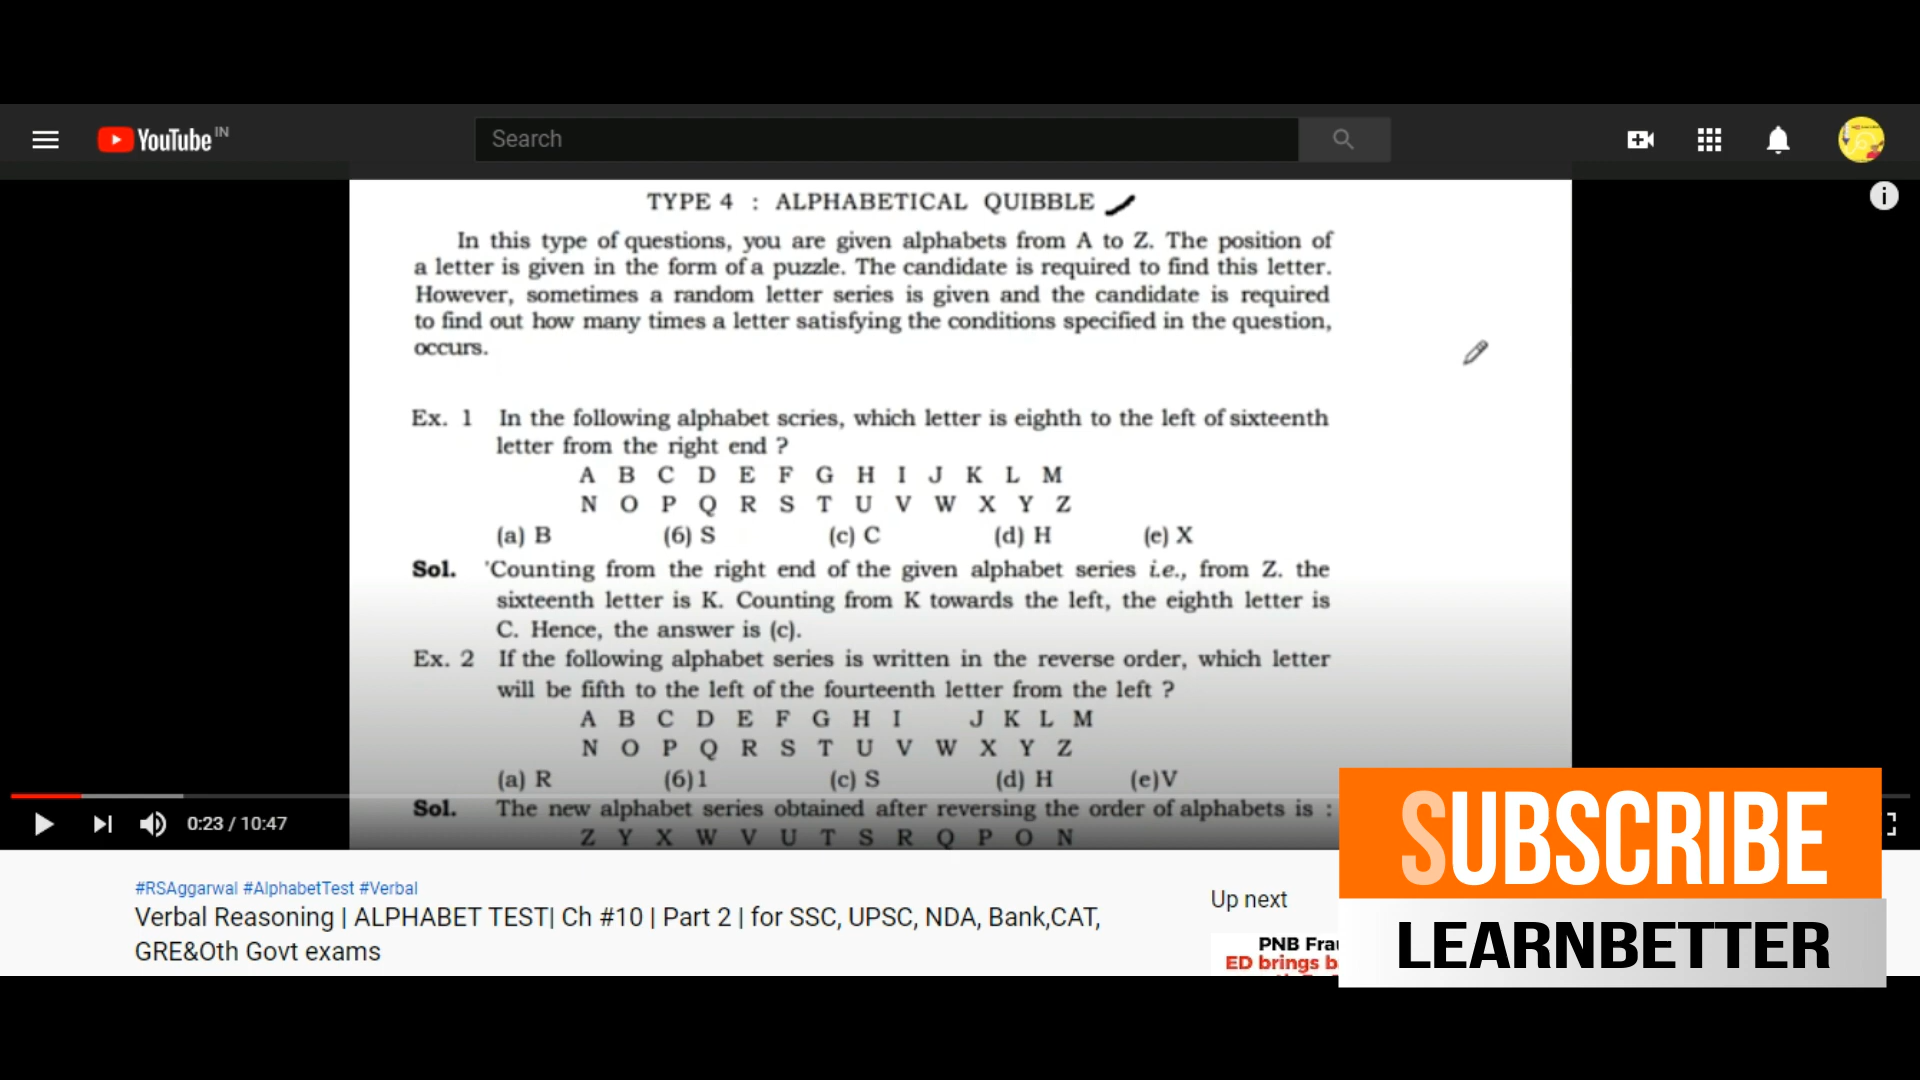 YouTube IN
Search
TYPE 4 : ALPHABETICAL QUIBBLE
In this type of questions, you are given alphabets from A to Z. The position of
a letter is given in the form of a puzzle. The candidate is required to find this letter.
However, sometimes a random letter series is given and the candidate is required
to find out how many times a letter satisfying the conditions specified in the question,
occurs.
Ex. 1 In the following alphabet scries, which letter is eighth to the left of sixteenth
letter from the right end ?
A B C D E F G H I J K L M
N O P Q R S T U V W X Y Z
(a) B (6) S (c) C (d) H (e) X
Sol. 'Counting from the right end of the given alphabet series i.e., from Z. the
sixteenth letter is K. Counting from K towards the left, the eighth letter is
C. Hence, the answer is (c).
Ex. 2 If the following alphabet series is written in the reverse order, which letter
will be fifth to the left of the fourteenth letter from the left ?
A B C D E F G H I J K L M
N O P Q R S T U V W X Y Z
(a) R (6)1 (c) S (d) H (e)V
Sol. The new alphabet series obtained after reversing the order of alphabets is :
Z Y X W V U T S R Q P O N
0:23 / 10:47
#RSAggarwal #AlphabetTest #Verbal
Verbal Reasoning | ALPHABET TEST| Ch #10 | Part 2 | for SSC, UPSC, NDA, Bank,CAT,
GRE&Oth Govt exams
Up next
PNB
ED brings
SUBSCRIBE
LEARNBETTER